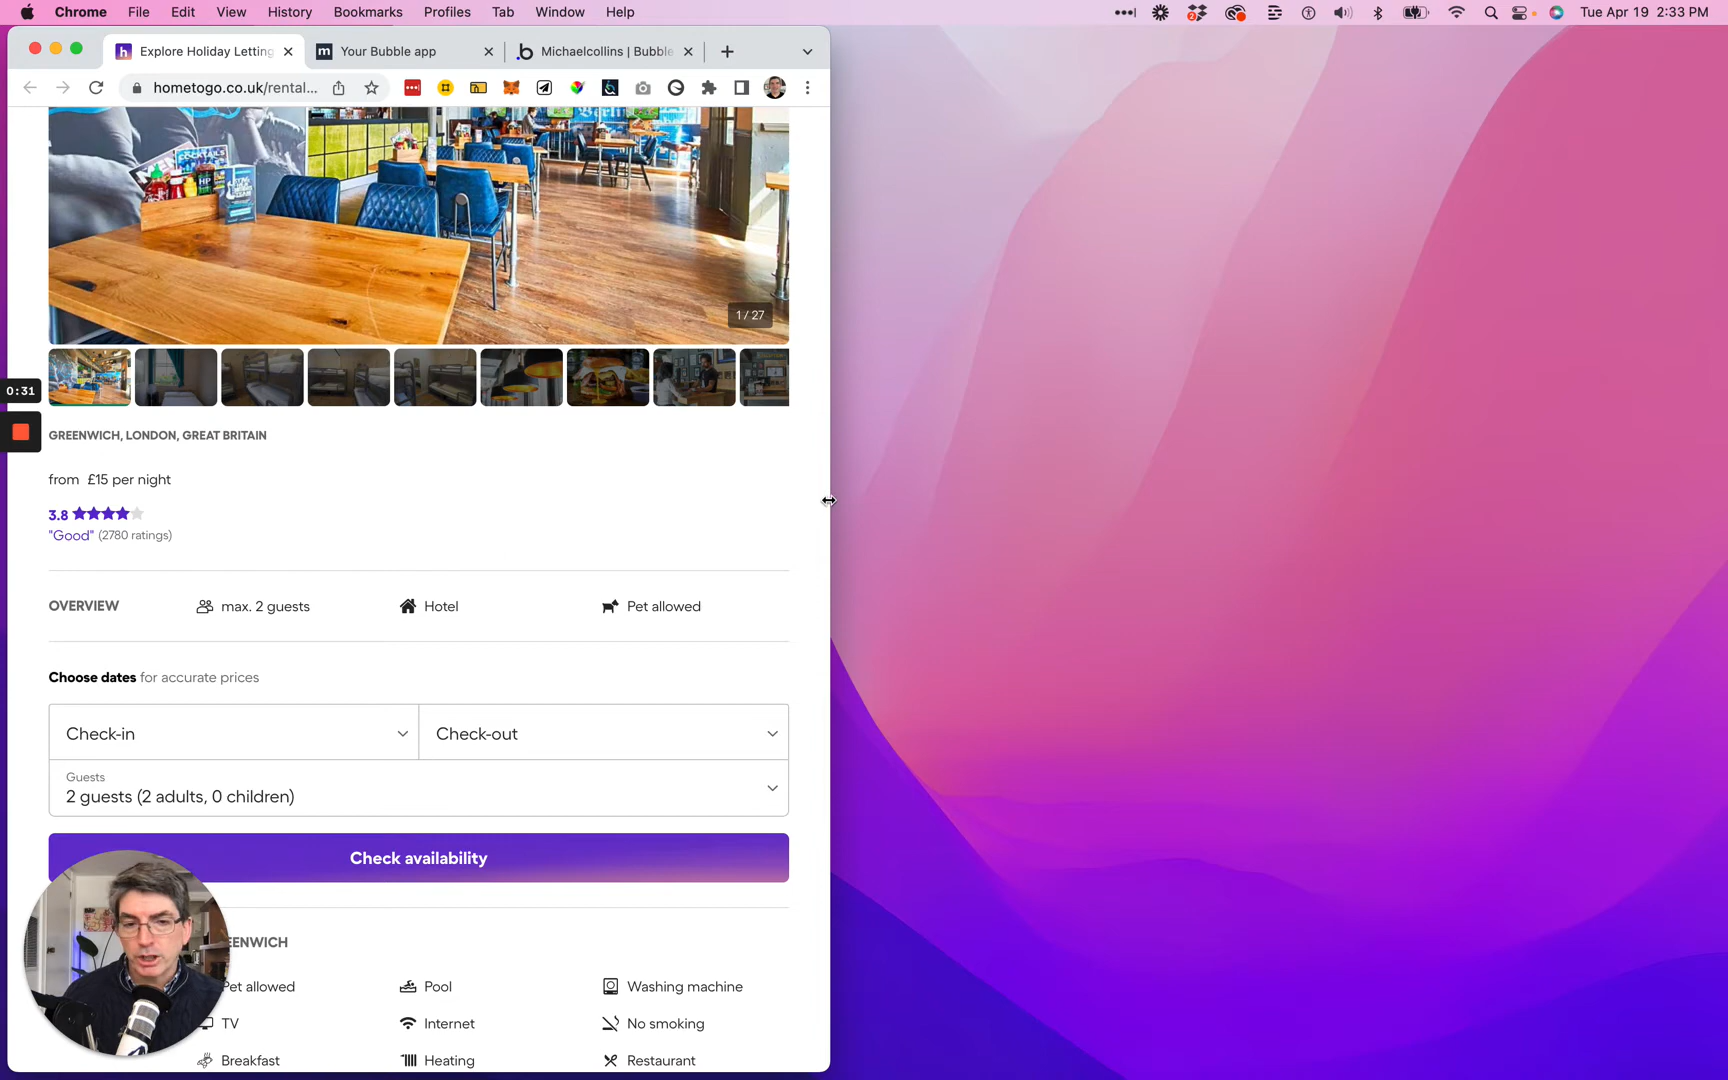 Chrome File Edit View History Bookmarks Profiles Tab Window Help Tue Apr 19 2:33 PM
Explore Holiday Letting Your Bubble app Michaelcollins | Bubble
hometogo.co.uk/rental...
COCKTAILS
HP
1 / 27
0:31
GREENWICH, LONDON, GREAT BRITAIN
from £15 per night
3.8
"Good" (2780 ratings)
OVERVIEW max. 2 guests Hotel Pet allowed
Choose dates for accurate prices
Check-in Check-out
Guests
2 guests (2 adults, 0 children)
Check availability
EENWICH
Pet allowed Pool Washing machine
TV Internet No smoking
Breakfast Heating Restaurant